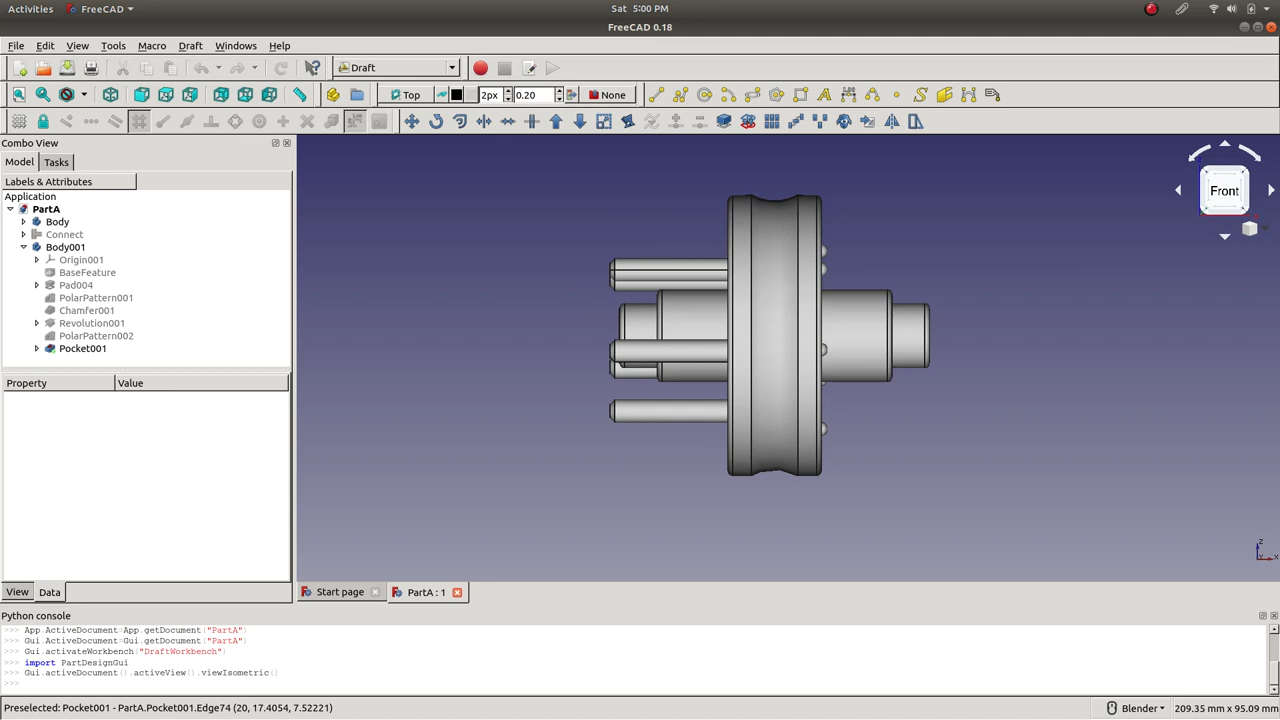 Activities FreeCAD Sat 5:00 PM
FreeCAD 0.18
File Edit View Tools Macro Draft Windows Help
Draft
Top 2px 0.20 None
Combo View
Model Tasks
Labels & Attributes
Application
PartA
Body
Connect
Body001
Origin001
BaseFeature
Pad004
PolarPattern001
Chamfer001
Revolution001
PolarPattern002
Pocket001
Property Value
View Data
Front
Z
X
Start page PartA : 1
Python console
>>> App.ActiveDocument=App.getDocument("PartA")
>>> Gui.ActiveDocument=Gui.getDocument("PartA")
>>> Gui.activateWorkbench("DraftWorkbench")
>>> import PartDesignGui
>>> Gui.activeDocument().activeView().viewIsometric()
>>>
Preselected: Pocket001 - PartA.Pocket001.Edge74 (20, 17.4054, 7.52221) Blender 209.35 mm x 95.09 mm